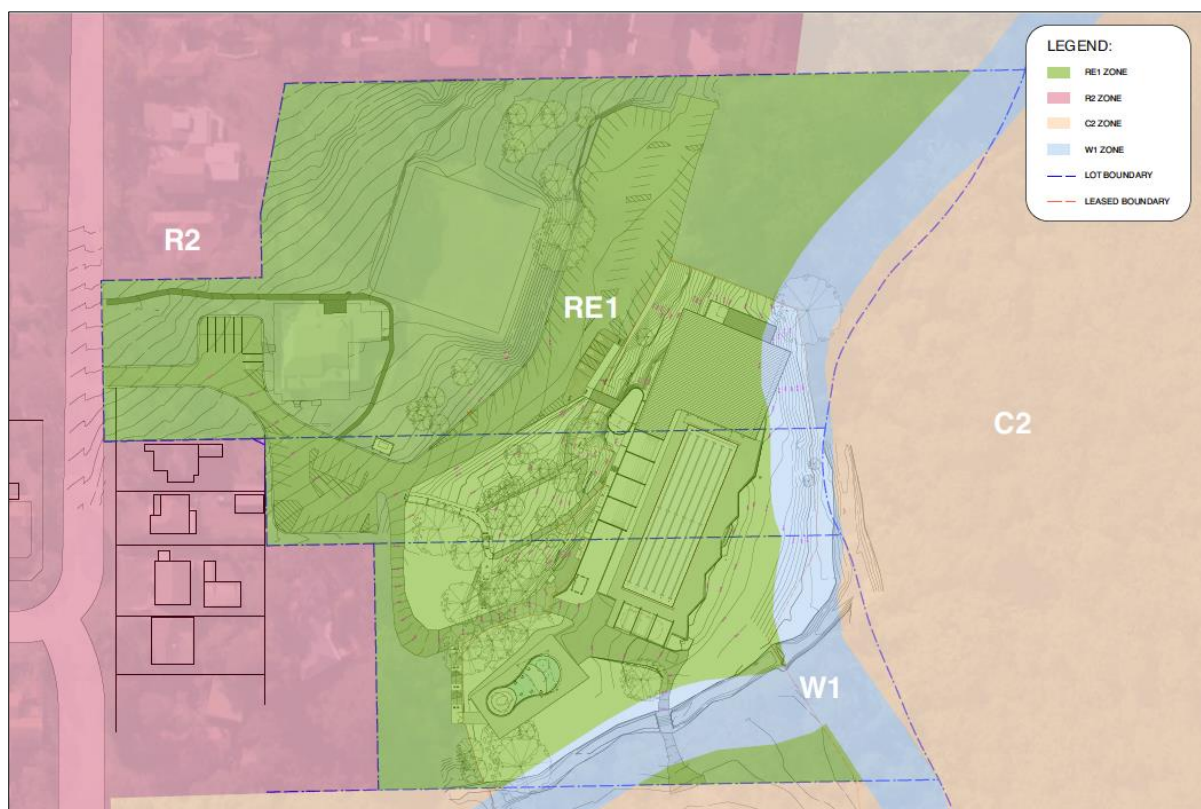 LEGEND:
RE1 ZONE
R2 ZONE
C2 ZONE
W1 ZONE
LOT BOUNDARY
LEASED BOUNDARY
R2
RE1
C2
W1